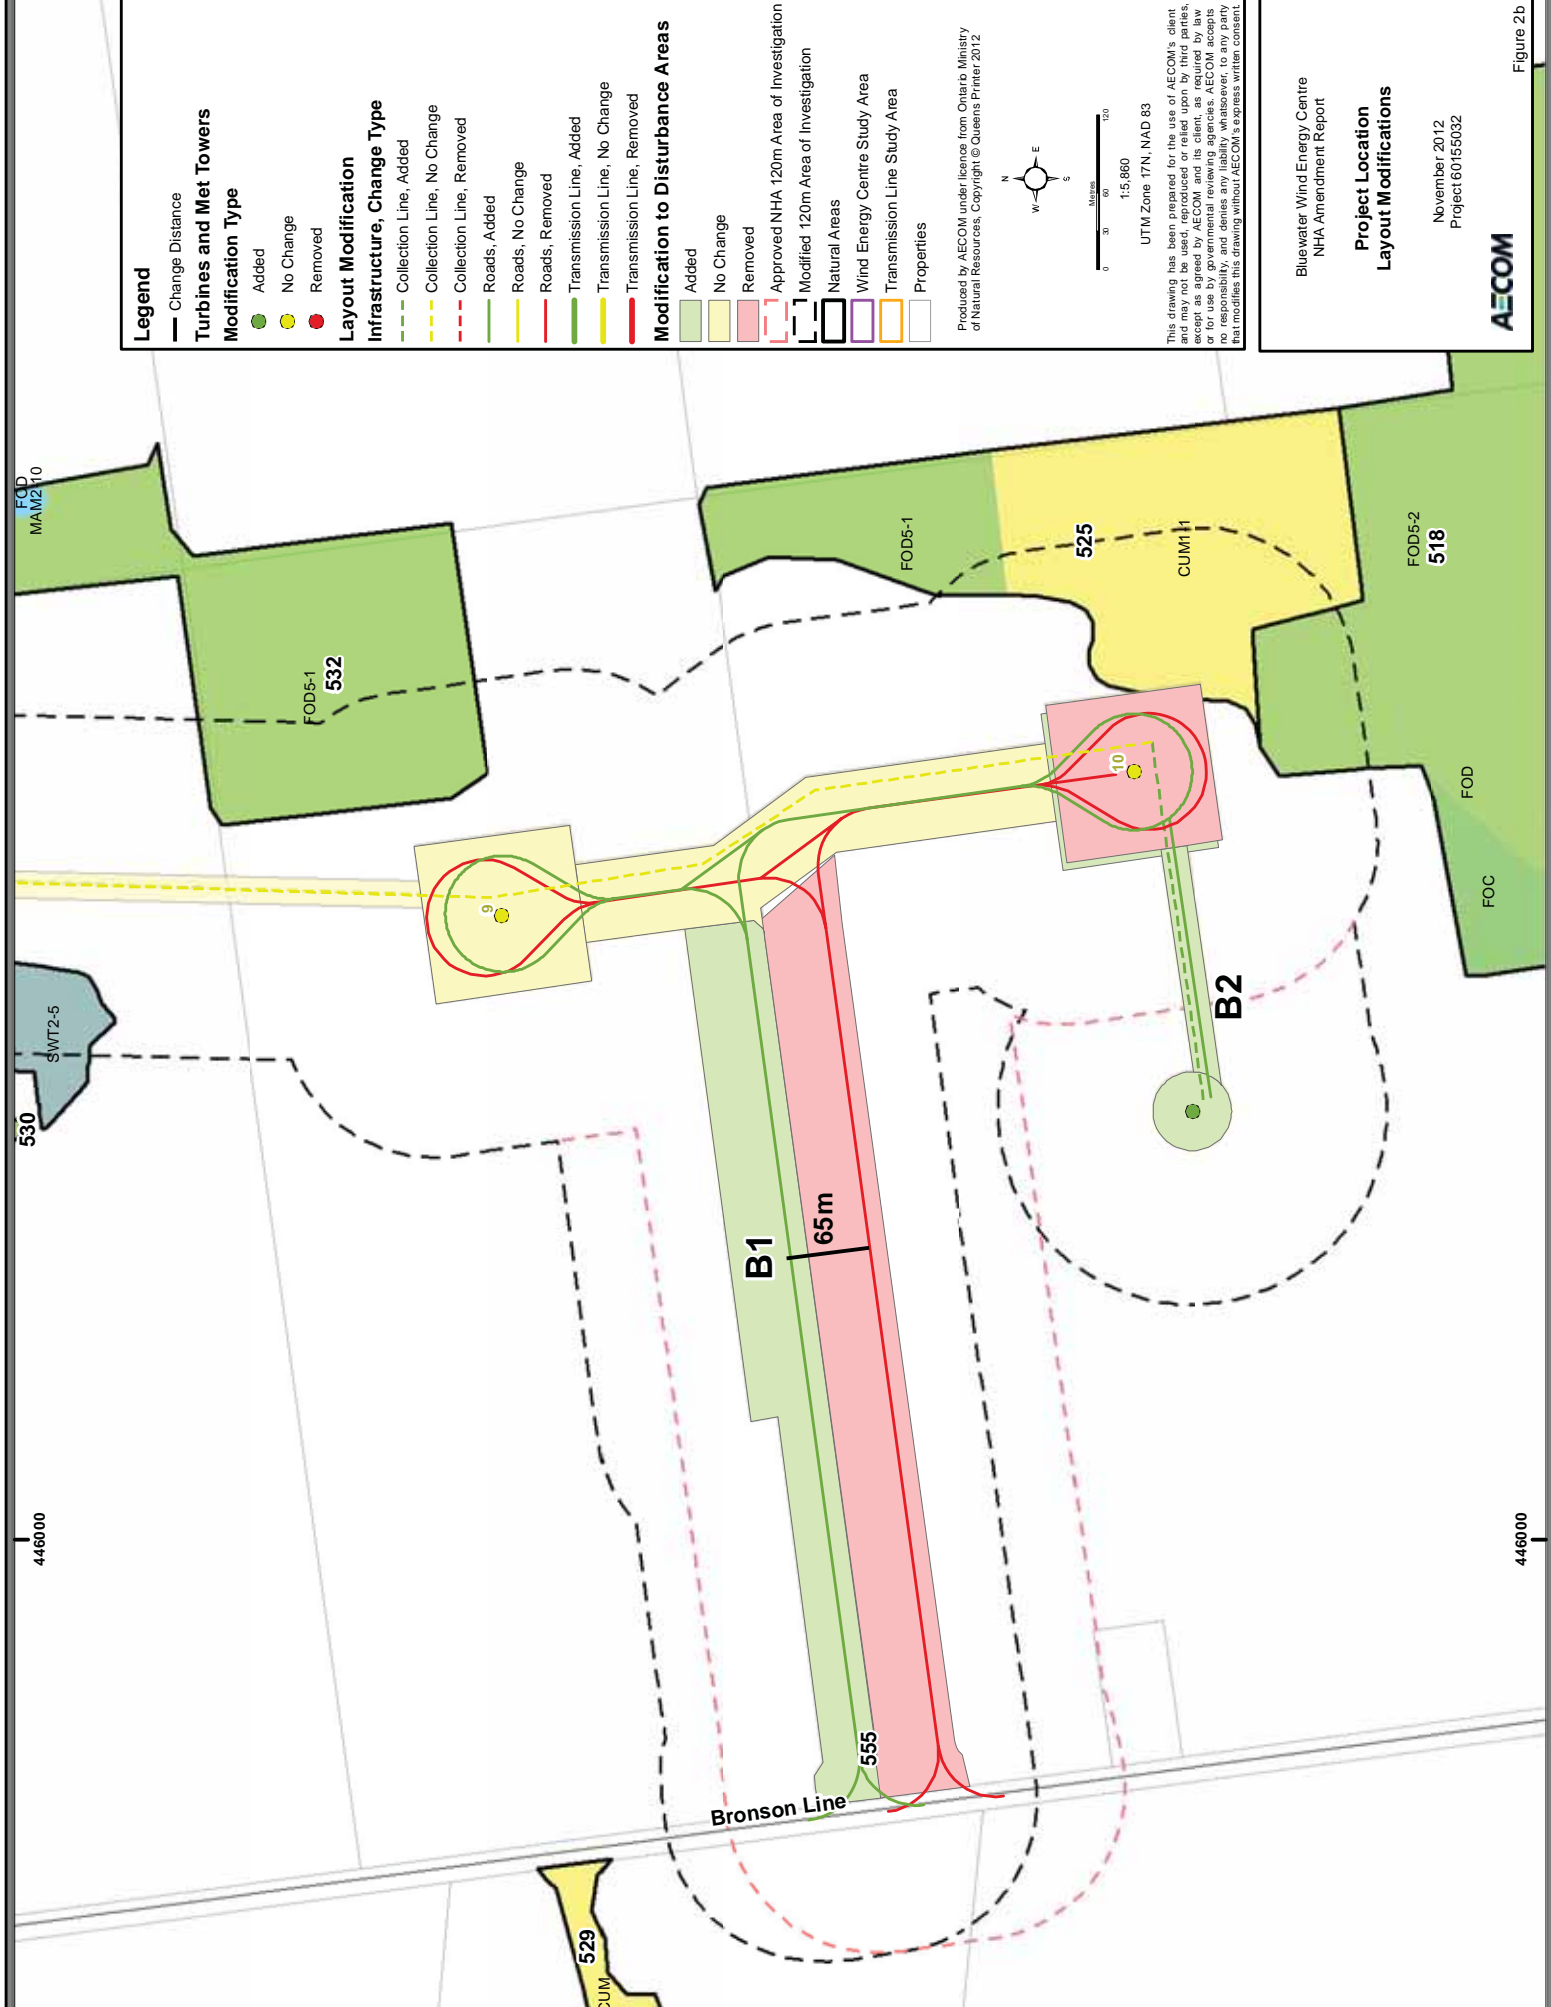 Legend
Change Distance
Turbines and Met Towers
Modification Type
Added
No Change
Removed
Layout Modification
Infrastructure, Change Type
Collection Line, Added
Collection Line, No Change
Collection Line, Removed
Roads, Added
Roads, No Change
Roads, Removed
Transmission Line, Added
Transmission Line, No Change
Transmission Line, Removed
Modification to Disturbance Areas
Added
No Change
Removed
Approved NHA 120m Area of Investigation
Modified 120m Area of Investigation
Natural Areas
Wind Energy Centre Study Area
Transmission Line Study Area
Properties
Produced by AECOM under licence from Ontario Ministry
of Natural Resources, Copyright © Queens Printer 2012
N
W
E
S
Metres
0
30
60
120
1:5,860
UTM Zone 17N, NAD 83
This drawing has been prepared for the use of AECOM's client
and may not be used, reproduced or relied upon by third parties,
except as agreed by AECOM and its client, as required by law
or for use by governmental reviewing agencies. AECOM accepts
no responsibility, and denies any liability whatsoever, to any party
that modifies this drawing without AECOM's express written consent.
Bluewater Wind Energy Centre
NHA Amendment Report
Project Location
Layout Modifications
November 2012
Project 60155032
AECOM
Figure 2b
FOD
MAM2-10
FOD5-1
532
SWT2-5
530
9
FOD5-1
525
CUM1-1
FOD5-2
518
10
FOD
FOC
B2
B1
65m
446000
446000
555
Bronson Line
529
CUM